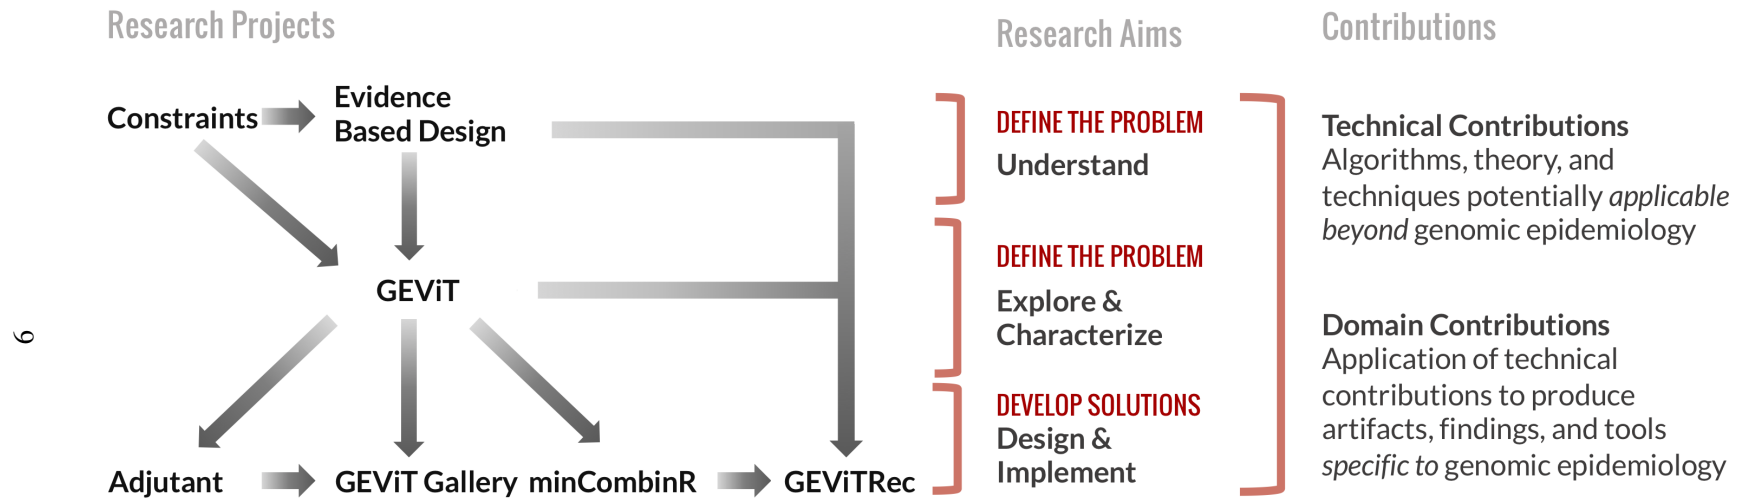 Research Projects
Research Aims
Contributions
Constraints
Evidence
Based Design
GEViT
Adjutant
GEViT Gallery
minCombinR
GEViTRec
DEFINE THE PROBLEM
Understand
DEFINE THE PROBLEM
Explore &
Characterize
DEVELOP SOLUTIONS
Design &
Implement
Technical Contributions
Algorithms, theory, and
techniques potentially applicable
beyond genomic epidemiology
Domain Contributions
Application of technical
contributions to produce
artifacts, findings, and tools
specific to genomic epidemiology
6